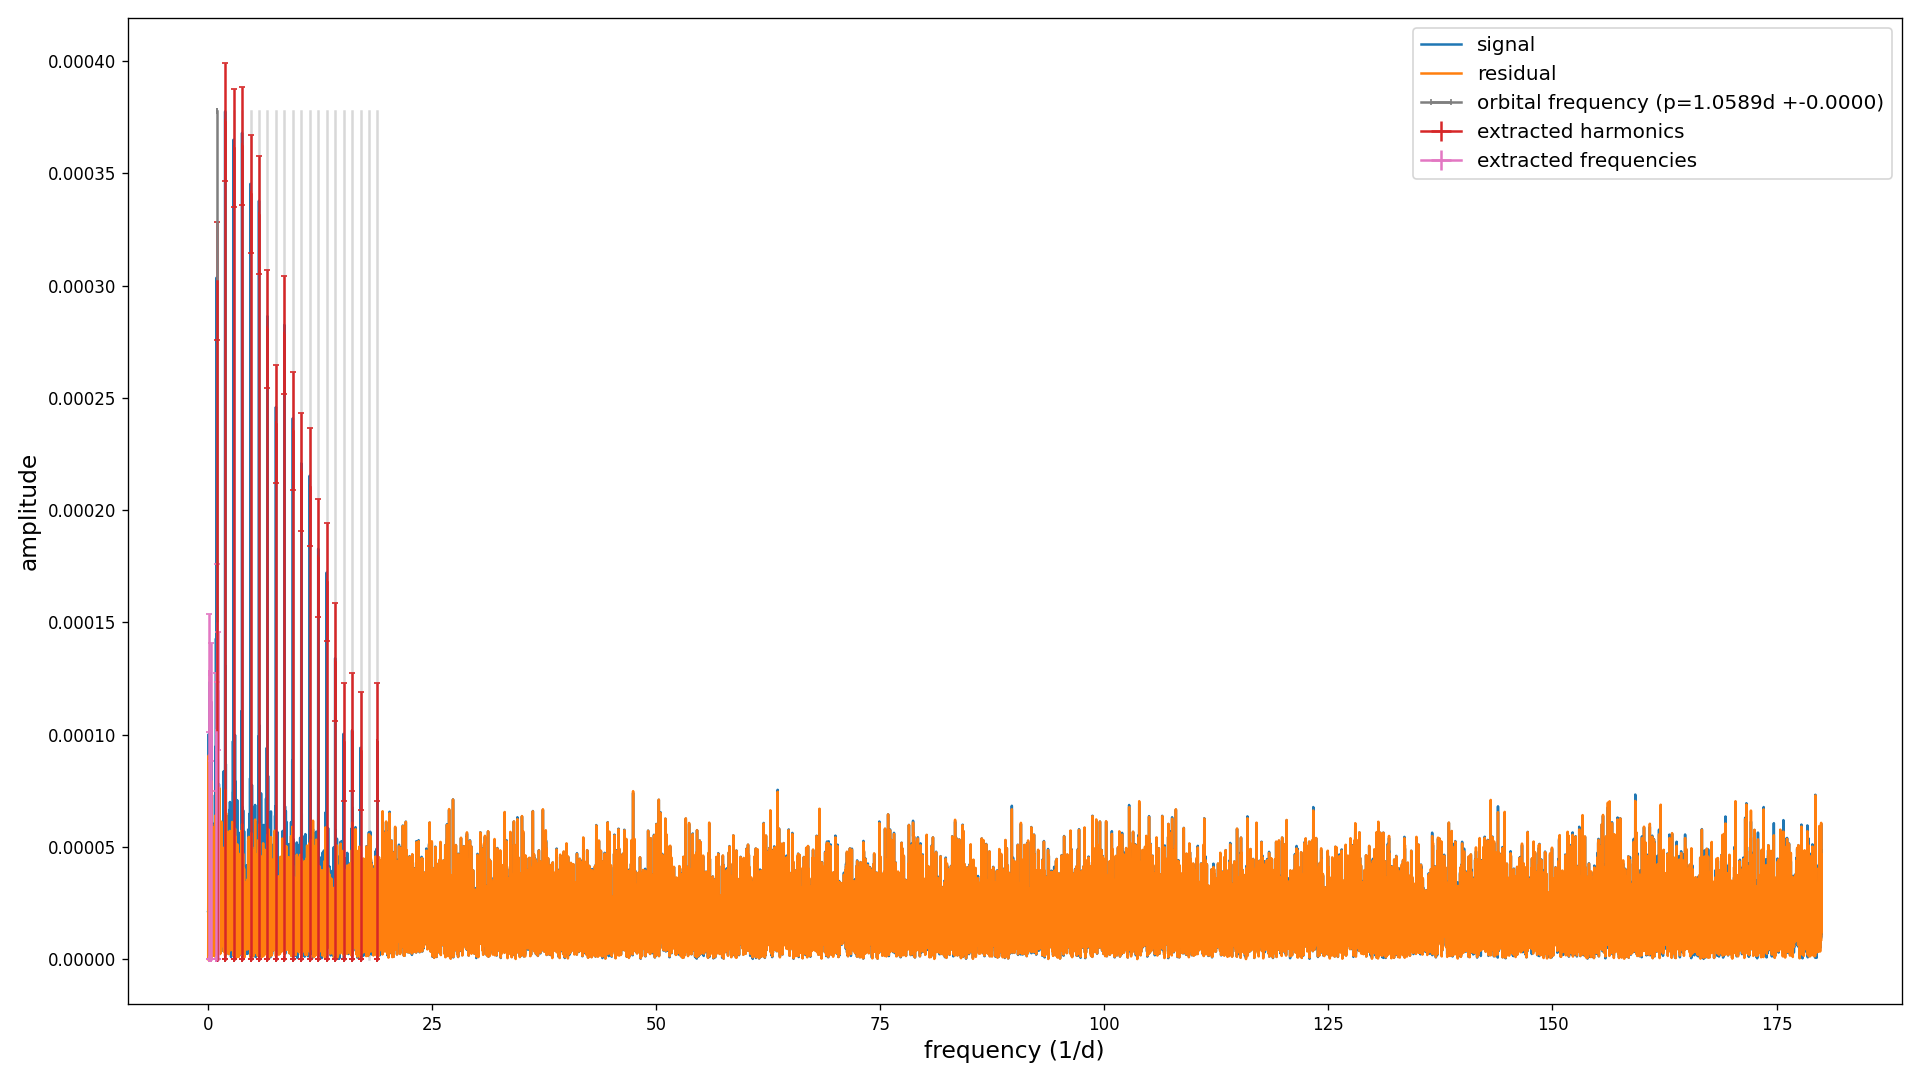 signal
residual
orbital frequency (p=1.0589d +-0.0000)
extracted harmonics
extracted frequencies
0.00040
0.00035
0.00030
0.00025
0.00020
0.00015
0.00010
0.00005
0.00000
amplitude
0 25 50 75 100 125 150 175
frequency (1/d)